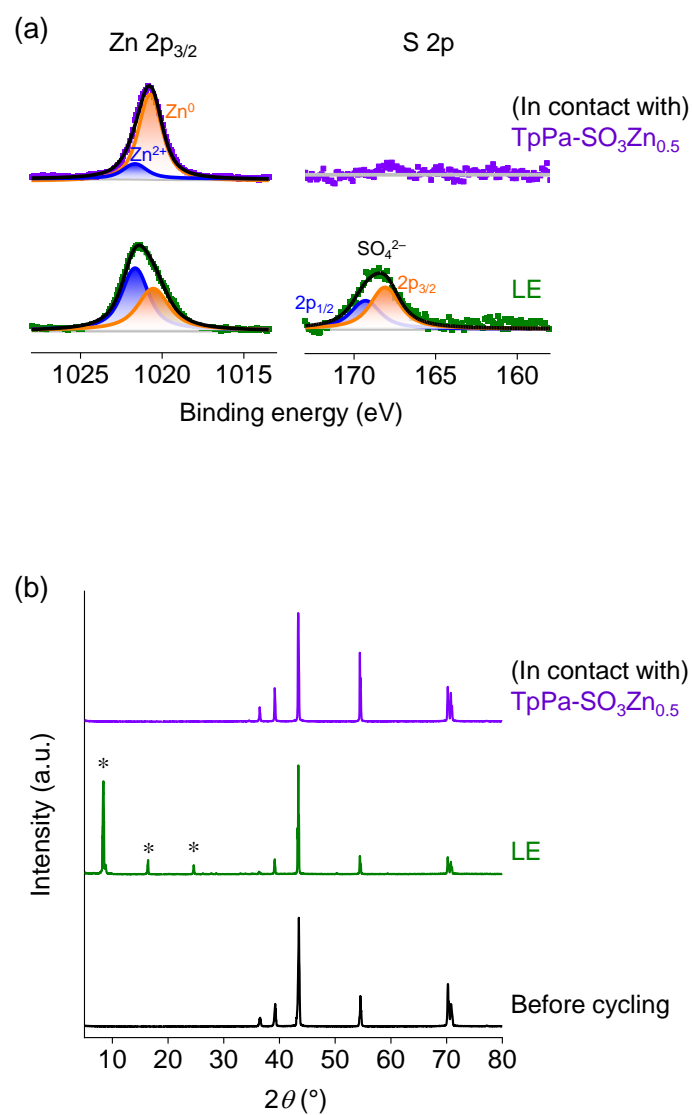 (a)
Zn 2p₃/₂
S 2p
Zn⁰
Zn²⁺
(In contact with)
TpPa-SO₃Zn₀.₅
SO₄²⁻
2p₁/₂
2p₃/₂
LE
1025 1020 1015
170 165 160
Binding energy (eV)
(b)
(In contact with)
TpPa-SO₃Zn₀.₅
*
* *
LE
Before cycling
Intensity (a.u.)
10 20 30 40 50 60 70 80
2θ (°)